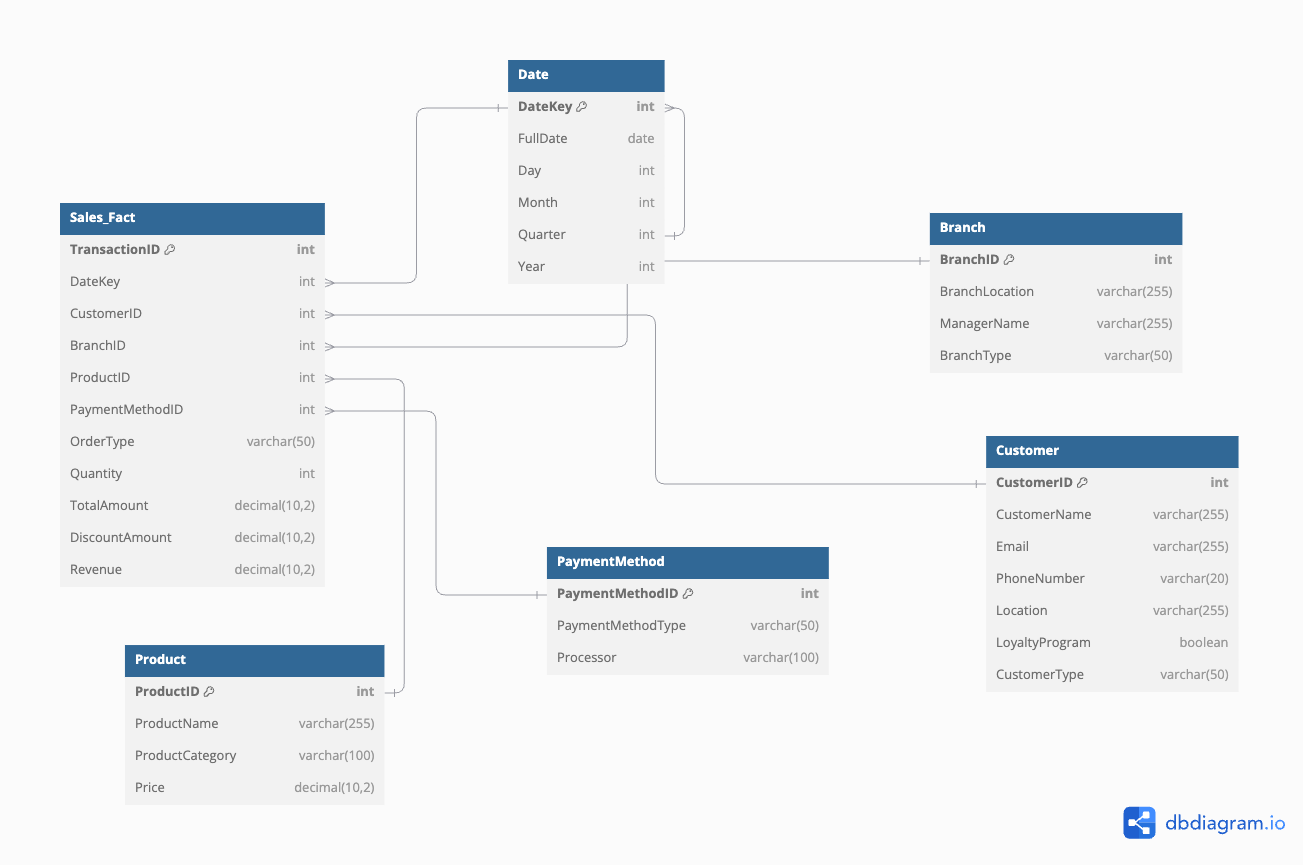 Date
DateKey int
FullDate date
Day int
Month int
Quarter int
Year int
Sales_Fact
TransactionID int
DateKey int
CustomerID int
BranchID int
ProductID int
PaymentMethodID int
OrderType varchar(50)
Quantity int
TotalAmount decimal(10,2)
DiscountAmount decimal(10,2)
Revenue decimal(10,2)
Branch
BranchID int
BranchLocation varchar(255)
ManagerName varchar(255)
BranchType varchar(50)
Customer
CustomerID int
CustomerName varchar(255)
Email varchar(255)
PhoneNumber varchar(20)
Location varchar(255)
LoyaltyProgram boolean
CustomerType varchar(50)
PaymentMethod
PaymentMethodID int
PaymentMethodType varchar(50)
Processor varchar(100)
Product
ProductID int
ProductName varchar(255)
ProductCategory varchar(100)
Price decimal(10,2)
dbdiagram.io